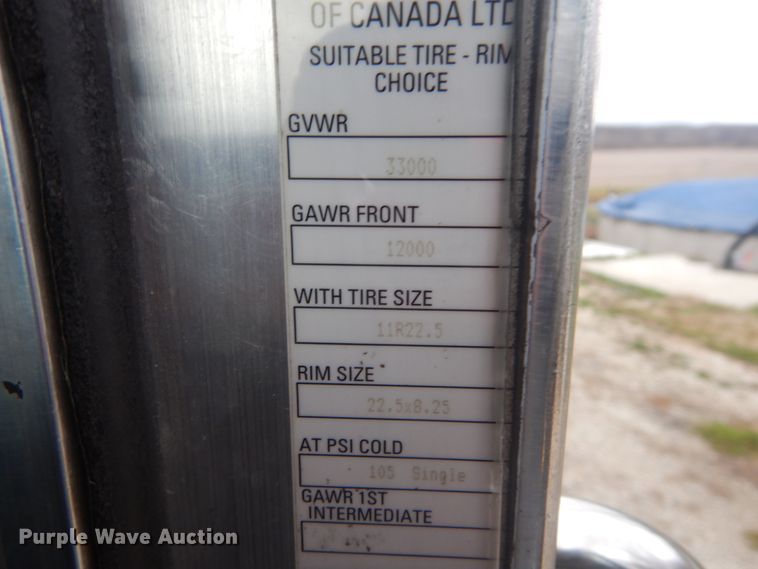 OF CANADA LTD
SUITABLE TIRE - RIM
CHOICE
GVWR
33000
GAWR FRONT
12000
WITH TIRE SIZE
11R22.5
RIM SIZE
22.5x8.25
AT PSI COLD
105 Single
GAWR 1ST
INTERMEDIATE
Purple Wave Auction